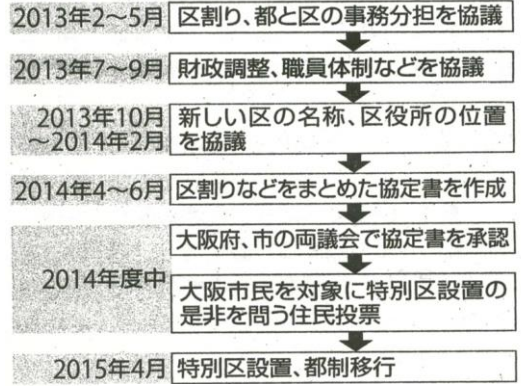 2013年2～5月 区割り、都と区の事務分担を協議
2013年7～9月 財政調整、職員体制などを協議
2013年10月
～2014年2月
新しい区の名称、区役所の位置
を協議
2014年4～6月 区割りなどをまとめた協定書を作成
2014年度中
大阪府、市の両議会で協定書を承認
大阪市民を対象に特別区設置の
是非を問う住民投票
2015年4月 特別区設置、都制移行